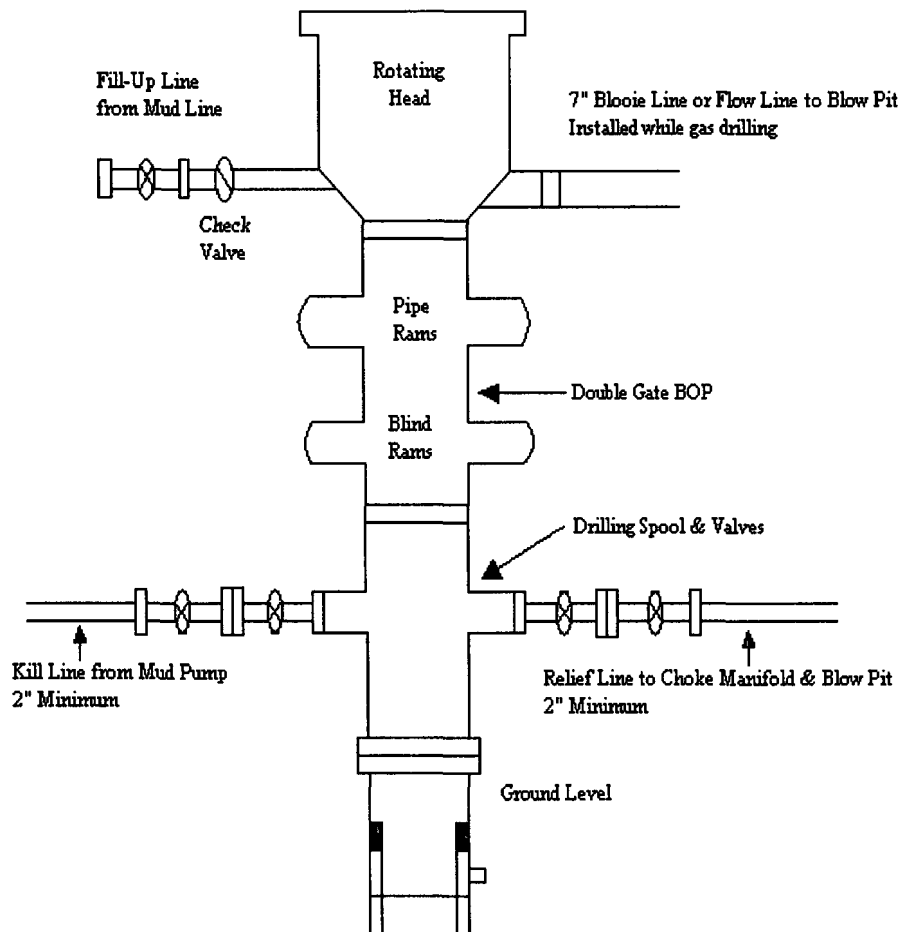 Rotating
Head
Fill-Up Line
from Mud Line
7" Blooie Line or Flow Line to Blow Pit
Installed while gas drilling
Check
Valve
Pipe
Rams
Double Gate BOP
Blind
Rams
Drilling Spool & Valves
Kill Line from Mud Pump
2" Minimum
Relief Line to Choke Manifold & Blow Pit
2" Minimum
Ground Level